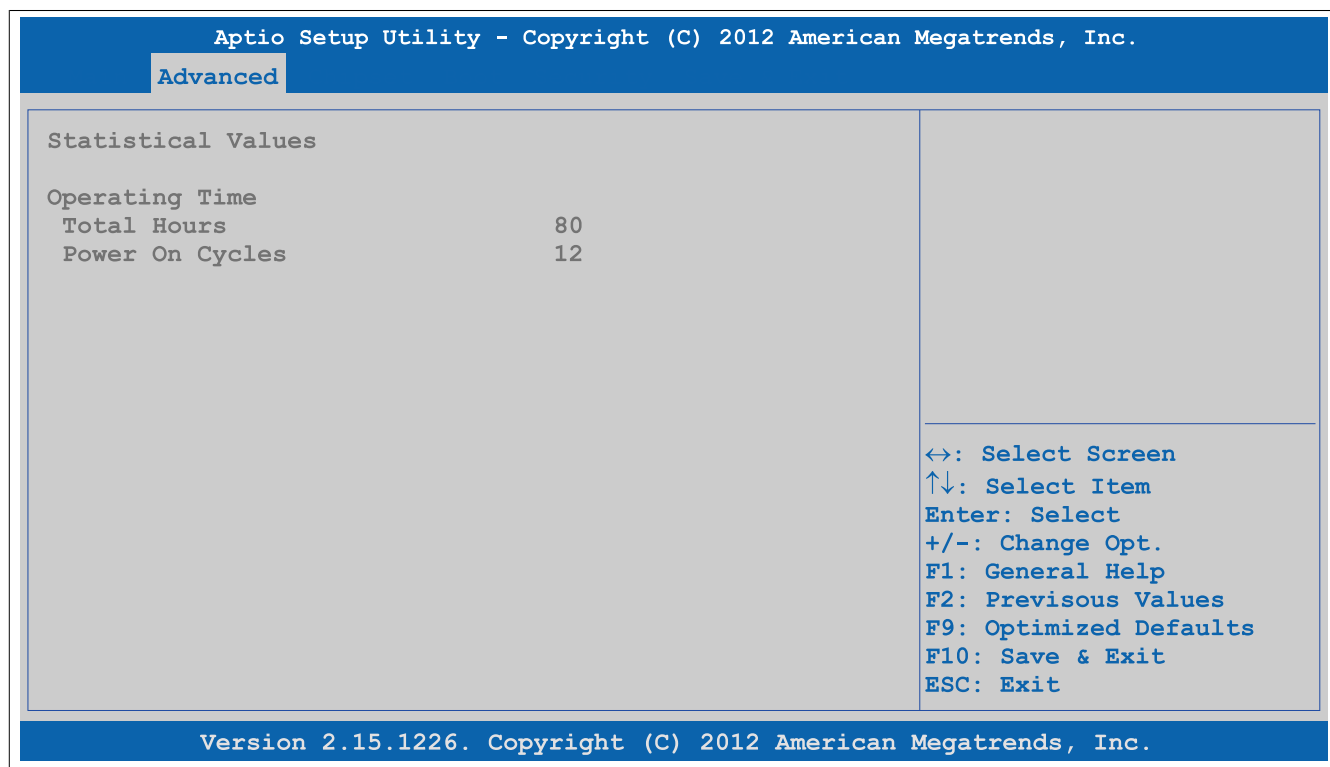 Aptio Setup Utility - Copyright (C) 2012 American Megatrends, Inc.
Advanced
Statistical Values
Operating Time
Total Hours 80
Power On Cycles 12
↔: Select Screen
↑↓: Select Item
Enter: Select
+/-: Change Opt.
F1: General Help
F2: Previsous Values
F9: Optimized Defaults
F10: Save & Exit
ESC: Exit
Version 2.15.1226. Copyright (C) 2012 American Megatrends, Inc.